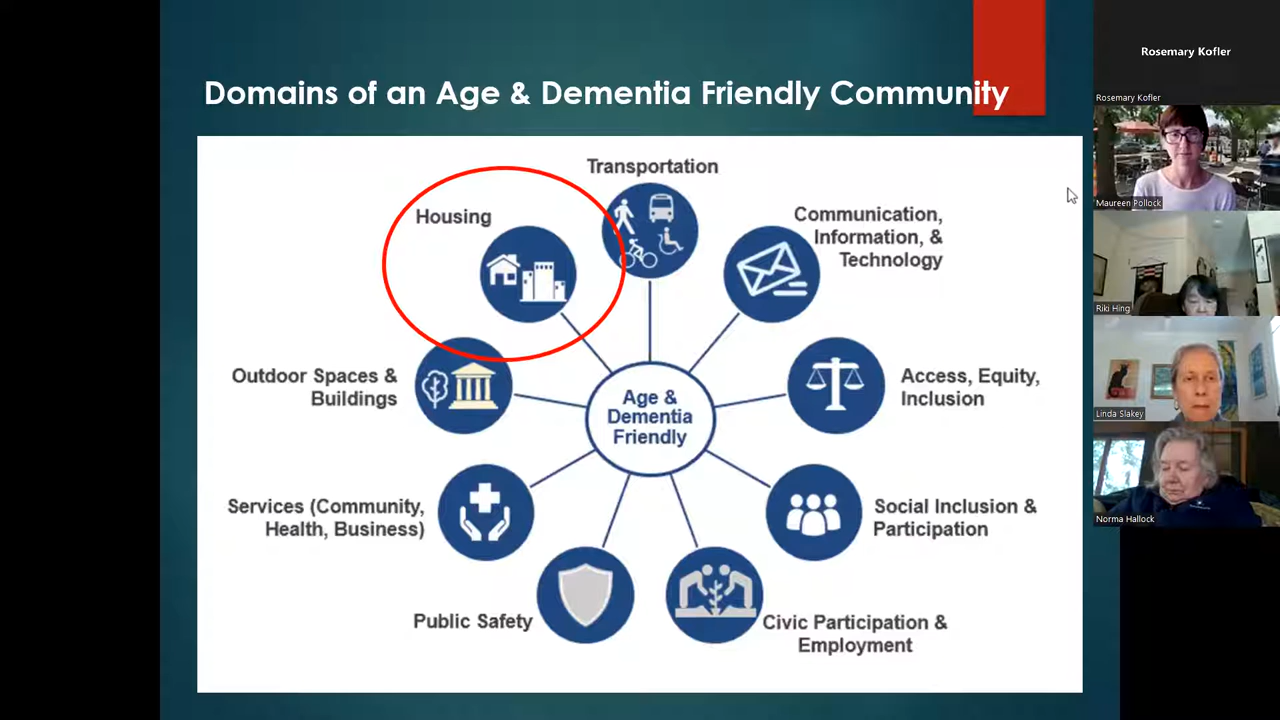 Domains of an Age & Dementia Friendly Community
Transportation
Housing
Communication,
Information, &
Technology
Outdoor Spaces &
Buildings
Age &
Dementia
Friendly
Access, Equity,
Inclusion
Services (Community,
Health, Business)
Social Inclusion &
Participation
Public Safety
Civic Participation &
Employment
Rosemary Kofler
Rosemary Kofler
Maureen Pollock
Riki Hing
Linda Slakey
Norma Hallock